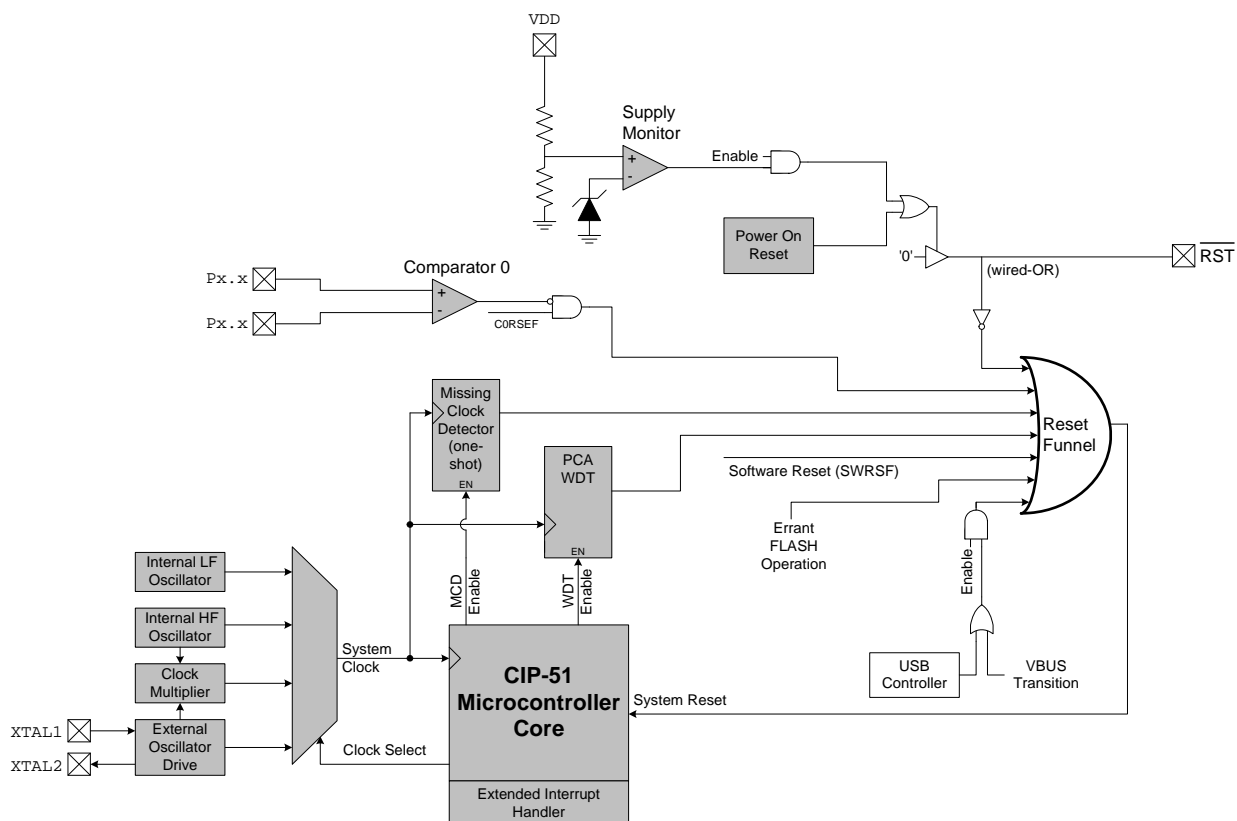 VDD
Supply
Monitor
+
-
Enable
Power On
Reset
'0'
(wired-OR)
RST
Px.x
Px.x
Comparator 0
+
-
C0RSEF
Missing
Clock
Detector
(one-
shot)
EN
PCA
WDT
EN
Software Reset (SWRSF)
Errant
FLASH
Operation
Reset
Funnel
Enable
USB
Controller
VBUS
Transition
Internal LF
Oscillator
Internal HF
Oscillator
Clock
Multiplier
External
Oscillator
Drive
XTAL1
XTAL2
System
Clock
MCD
Enable
WDT
Enable
CIP-51
Microcontroller
Core
System Reset
Clock Select
Extended Interrupt
Handler